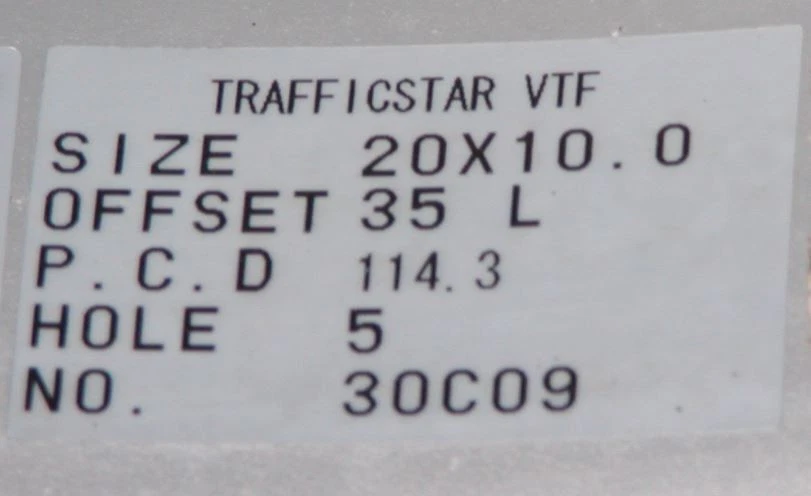 TRAFFICSTAR VTF
SIZE 20X10.0
OFFSET 35 L
P.C.D 114.3
HOLE 5
NO. 30C09